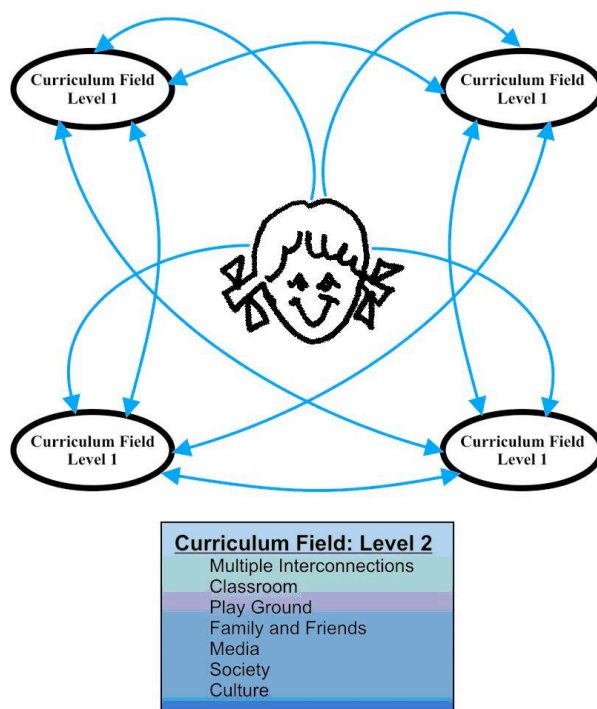 Curriculum Field
Level 1
Curriculum Field
Level 1
Curriculum Field
Level 1
Curriculum Field
Level 1
Curriculum Field: Level 2
Multiple Interconnections
Classroom
Play Ground
Family and Friends
Media
Society
Culture